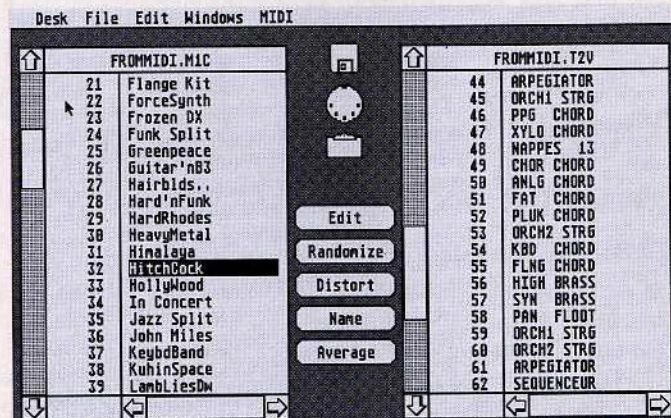 Desk File Edit Windows MIDI
FROMMIDI.M1C
21 Flange Kit
22 ForceSynth
23 Frozen DX
24 Funk Split
25 Greenpeace
26 Guitar'nB3
27 Hairblds..
28 Hard'nFunk
29 HardRhodes
30 HeavyMetal
31 Himalaya
32 HitchCock
33 HollyWood
34 In Concert
35 Jazz Split
36 John Miles
37 KeybdBand
38 KuhinSpace
39 LambLiesDw
Edit
Randomize
Distort
Name
Average
FROMMIDI.T2V
44 ARPEGIATOR
45 ORCH1 STRG
46 PPG CHORD
47 XYLO CHORD
48 NAPPES 13
49 CHOR CHORD
50 ANLG CHORD
51 FAT CHORD
52 PLUK CHORD
53 ORCH2 STRG
54 KBD CHORD
55 FLNG CHORD
56 HIGH BRASS
57 SYN BRASS
58 PAN FLOOT
59 ORCH1 STRG
60 ORCH2 STRG
61 ARPEGIATOR
62 SEQUENCEUR